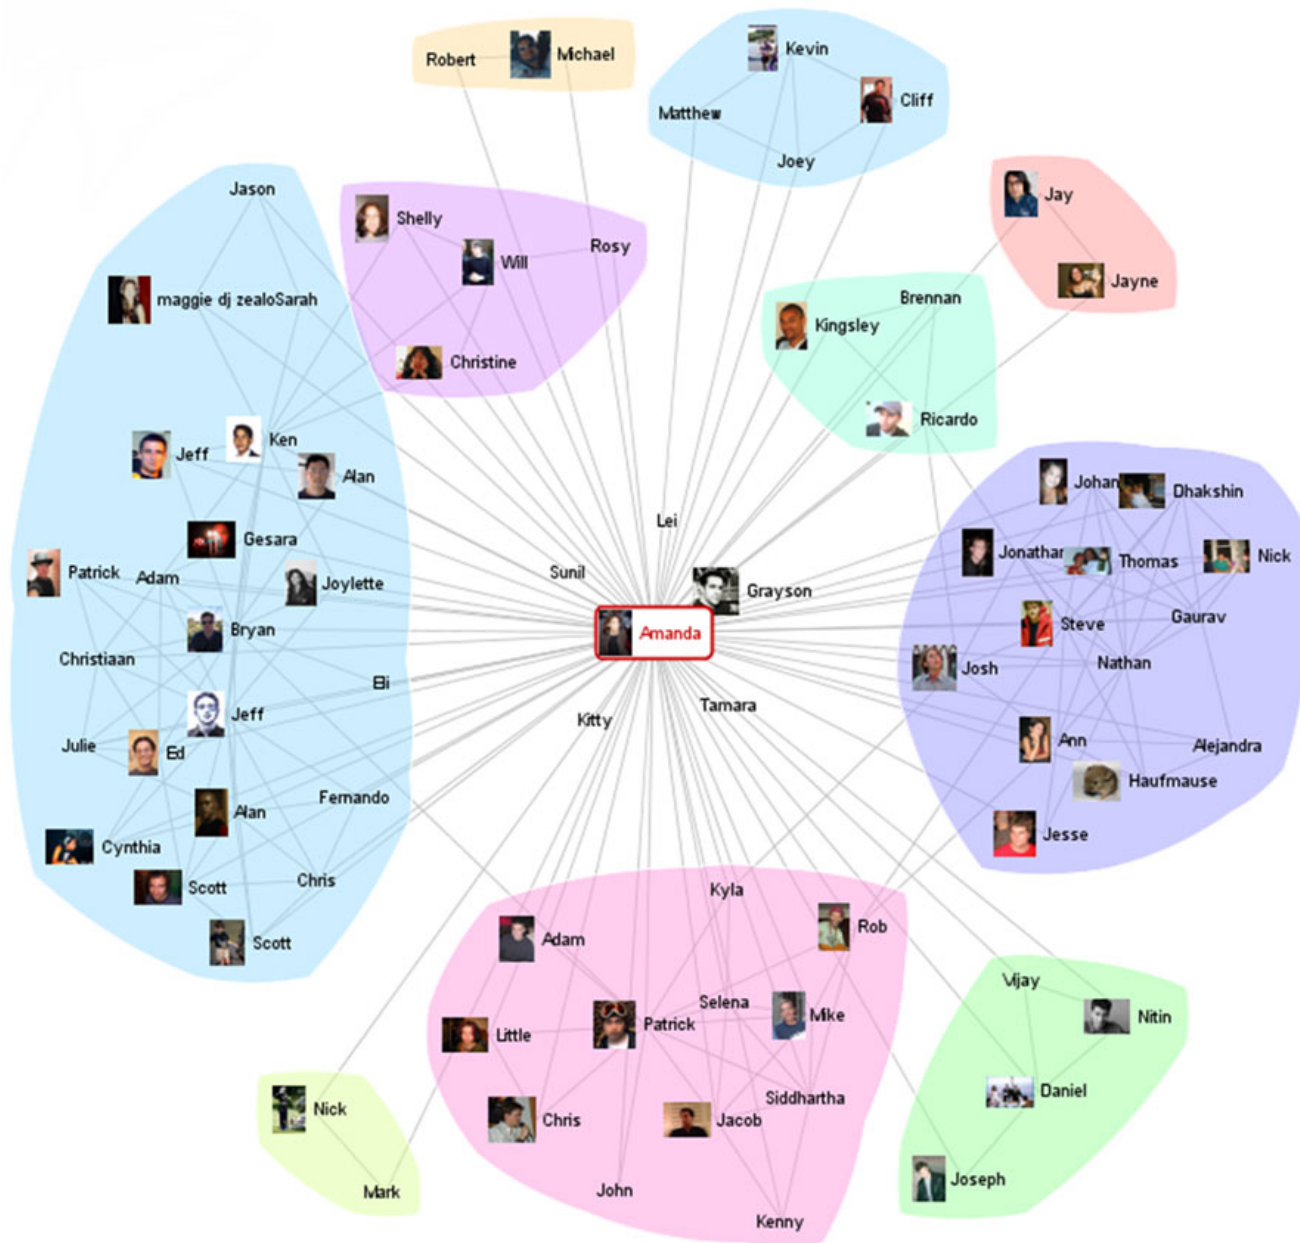 Robert
Michael
Kevin
Cliff
Matthew
Joey
Jason
Shelly
Will
Rosy
Jay
Jayne
maggie dj zealoSarah
Christine
Brennan
Kingsley
Ricardo
Jeff
Ken
Alan
Johan
Dhakshin
Lei
Gesara
Patrick
Adam
Joylette
Sunil
Grayson
Jonathan
Thomas
Nick
Bryan
Amanda
Steve
Gaurav
Christiaan
Eli
Josh
Nathan
Jeff
Kitty
Tamara
Julie
Ed
Ann
Alejandra
Haufmause
Alan
Fernando
Cynthia
Jesse
Scott
Chris
Kyla
Rob
Scott
Adam
Vijay
Selena
Mike
Nitin
Little
Patrick
Daniel
Siddhartha
Nick
Chris
Jacob
Mark
John
Joseph
Kenny